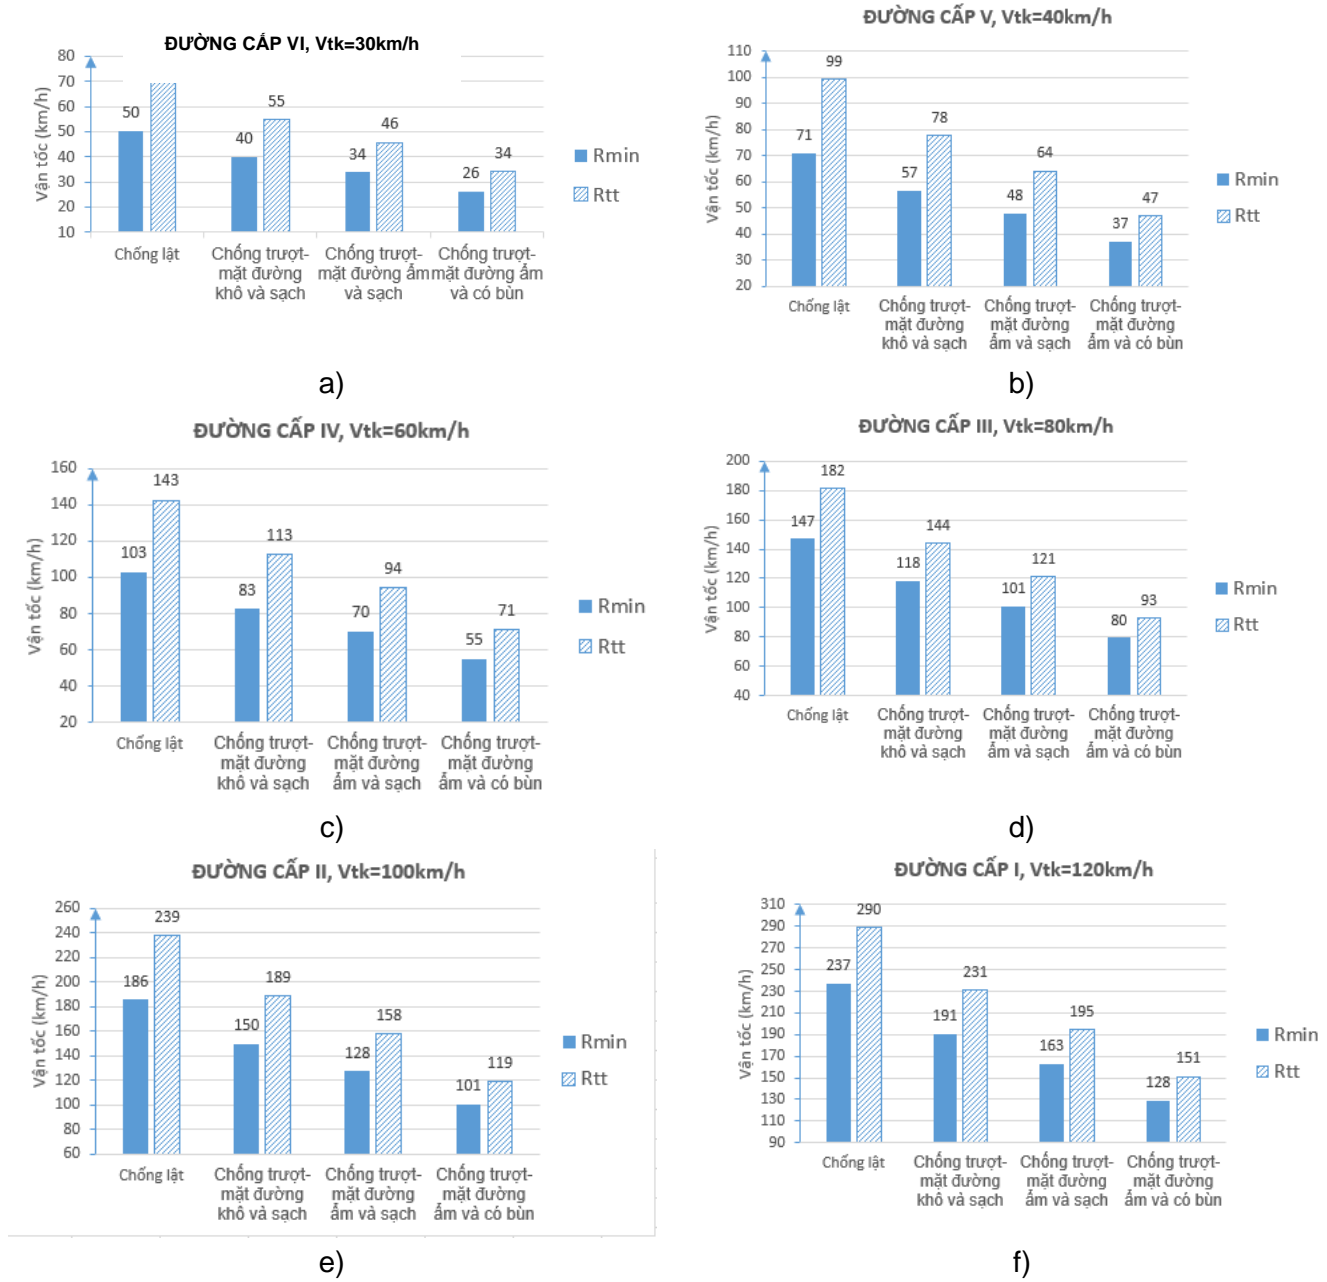 ĐƯỜNG CẤP VI, Vtk=30km/h
Vận tốc (km/h)
80
70
60
50
40
30
20
10
50
40
55
34
46
26
34
Chống lật
Chống trượt-
mặt đường
khô và sạch
Chống trượt-
mặt đường ẩm
và sạch
Chống trượt-
mặt đường ẩm
và có bùn
Rmin
Rtt
a)
ĐƯỜNG CẤP V, Vtk=40km/h
Vận tốc (km/h)
110
100
90
80
70
60
50
40
30
20
71
99
57
78
48
64
37
47
Chống lật
Chống trượt-
mặt đường
khô và sạch
Chống trượt-
mặt đường
ẩm và sạch
Chống trượt-
mặt đường
ẩm và có bùn
Rmin
Rtt
b)
ĐƯỜNG CẤP IV, Vtk=60km/h
Vận tốc (km/h)
160
140
120
100
80
60
40
20
103
143
83
113
70
94
55
71
Chống lật
Chống trượt-
mặt đường
khô và sạch
Chống trượt-
mặt đường
ẩm và sạch
Chống trượt-
mặt đường
ẩm và có bùn
Rmin
Rtt
c)
ĐƯỜNG CẤP III, Vtk=80km/h
Vận tốc (km/h)
200
180
160
140
120
100
80
60
40
147
182
118
144
101
121
80
93
Chống lật
Chống trượt-
mặt đường
khô và sạch
Chống trượt-
mặt đường
ẩm và sạch
Chống trượt-
mặt đường
ẩm và có bùn
Rmin
Rtt
d)
ĐƯỜNG CẤP II, Vtk=100km/h
Vận tốc (km/h)
260
240
220
200
180
160
140
120
100
80
60
186
239
150
189
128
158
101
119
Chống lật
Chống trượt-
mặt đường
khô và sạch
Chống trượt-
mặt đường
ẩm và sạch
Chống trượt-
mặt đường
ẩm và có bùn
Rmin
Rtt
e)
ĐƯỜNG CẤP I, Vtk=120km/h
Vận tốc (km/h)
310
290
270
250
230
210
190
170
150
130
110
90
237
290
191
231
163
195
128
151
Chống lật
Chống trượt-
mặt đường
khô và sạch
Chống trượt-
mặt đường
ẩm và sạch
Chống trượt-
mặt đường
ẩm và có bùn
Rmin
Rtt
f)